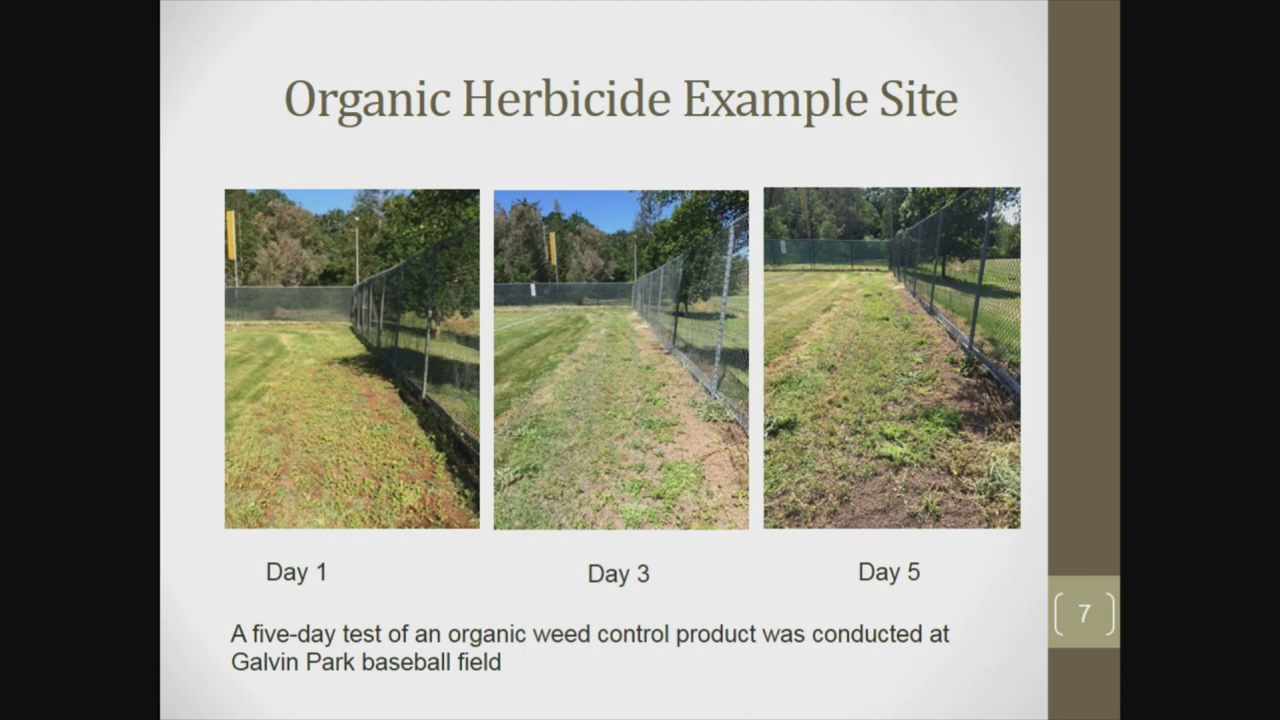 Organic Herbicide Example Site
Day 1
Day 3
Day 5
A five-day test of an organic weed control product was conducted at
Galvin Park baseball field
7